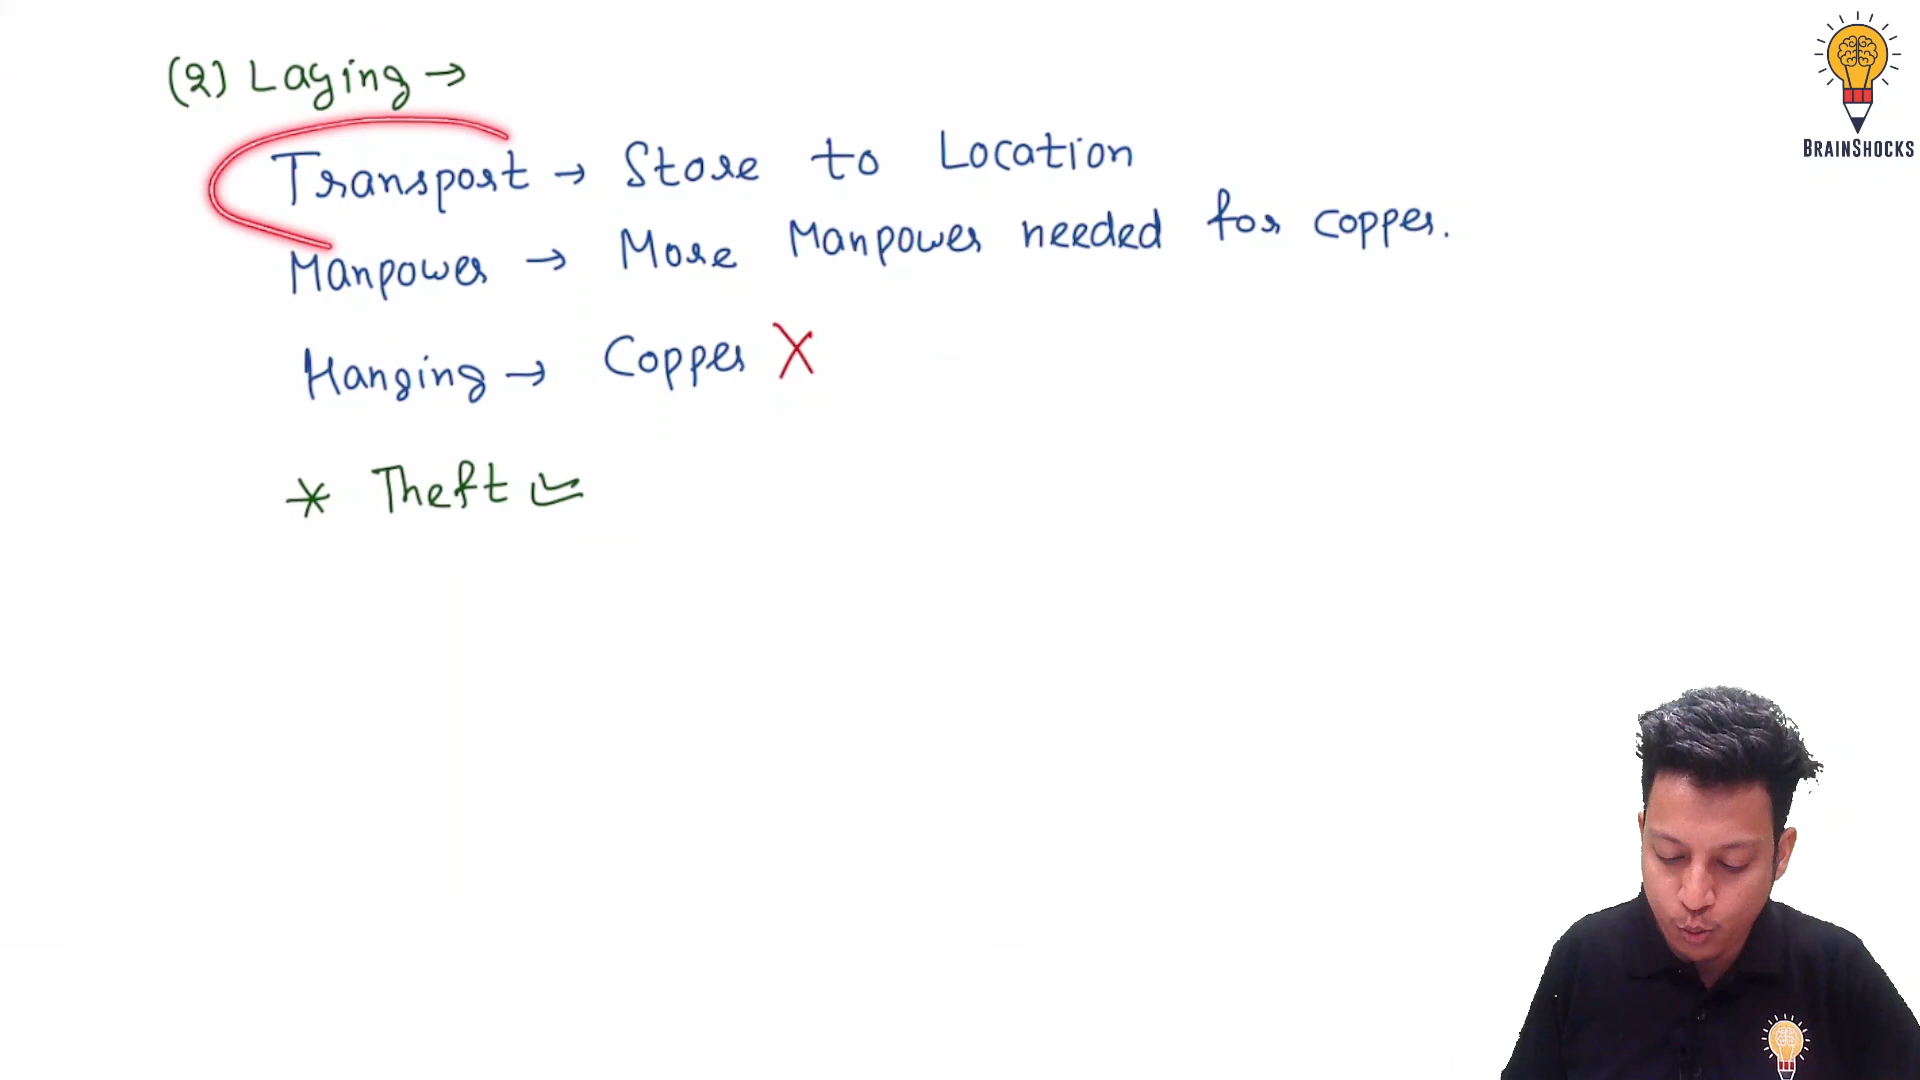 (2) Laying →
BRAINSHOCKS
Transport → Store to Location
Manpower → More Manpower needed for copper.
Hanging → Copper X
* Theft